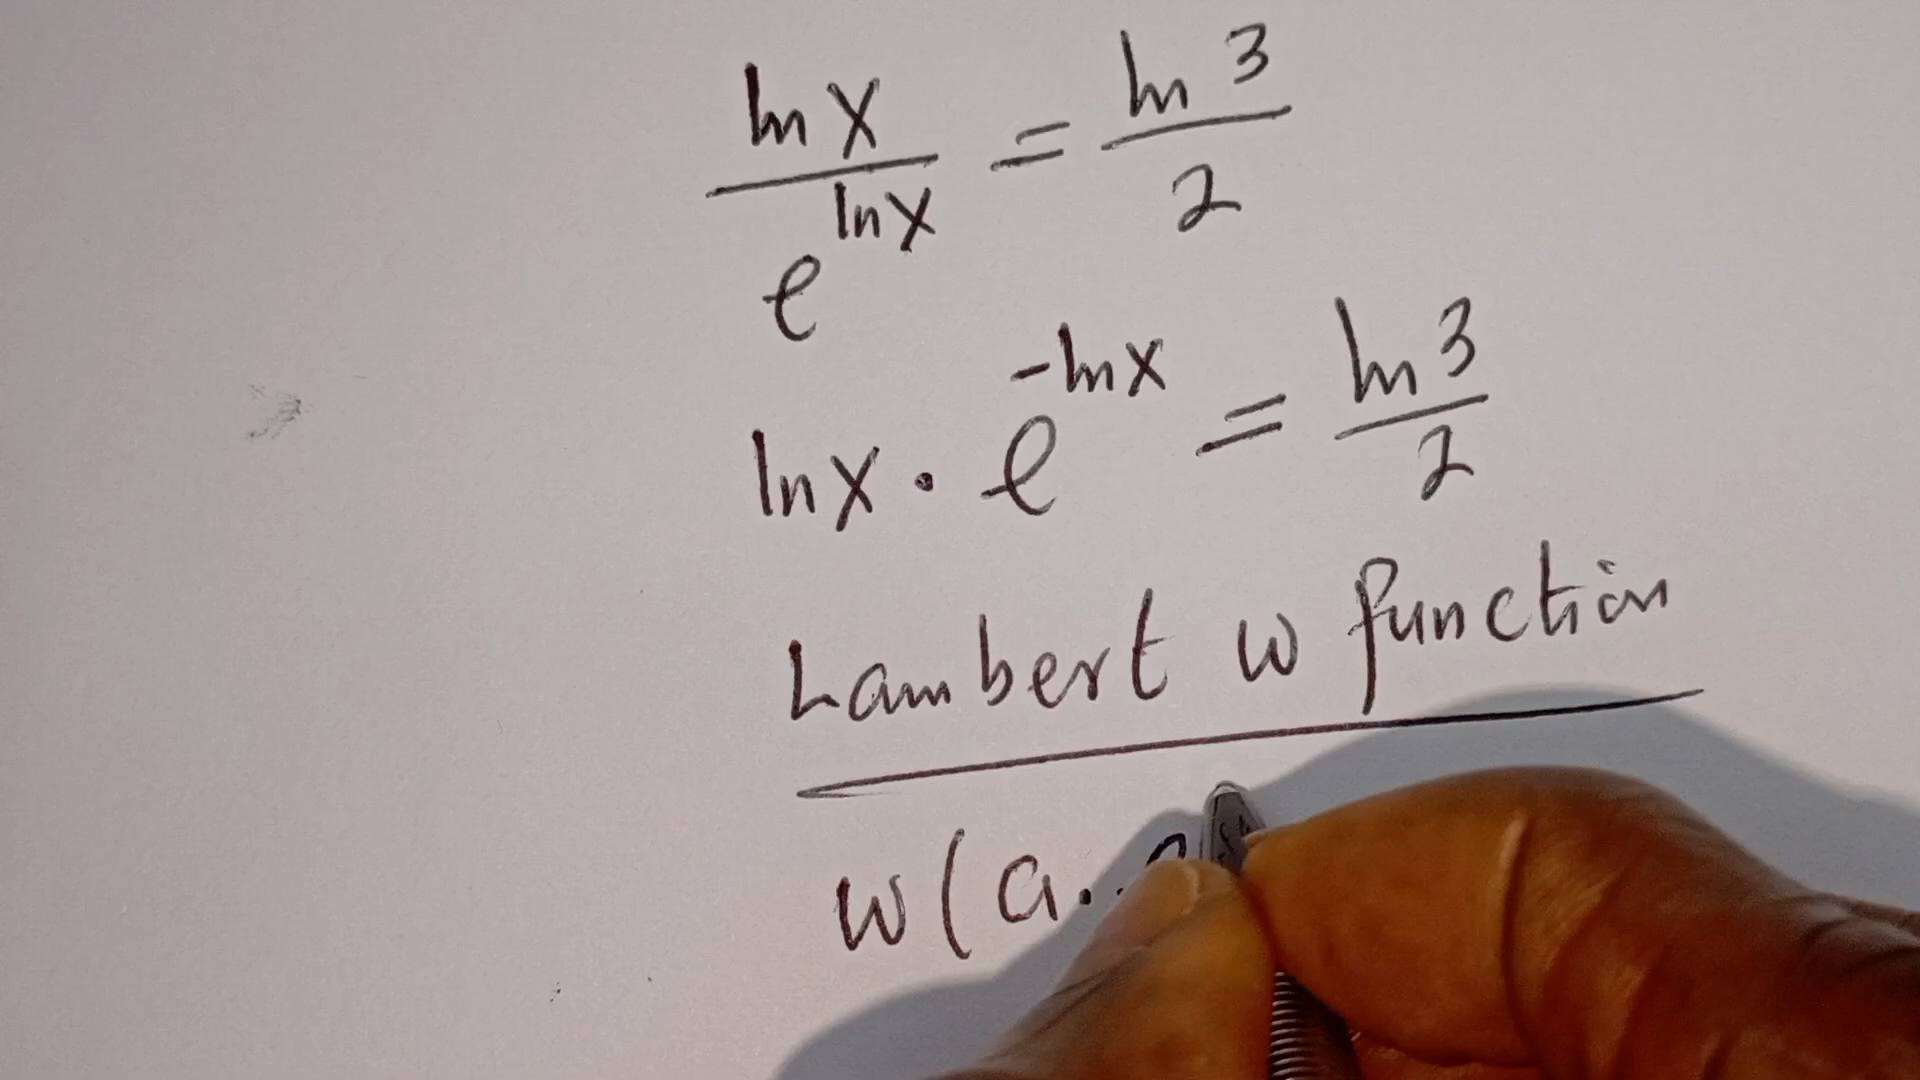 ln x / e^ln x = ln 3 / 2
ln x · e^-ln x = ln 3 / 2
Lambert w function
w(a.